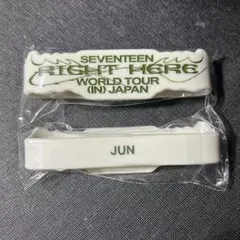 SEVENTEEN
RIGHT HERE
WORLD TOUR
⟨IN⟩ JAPAN
JUN